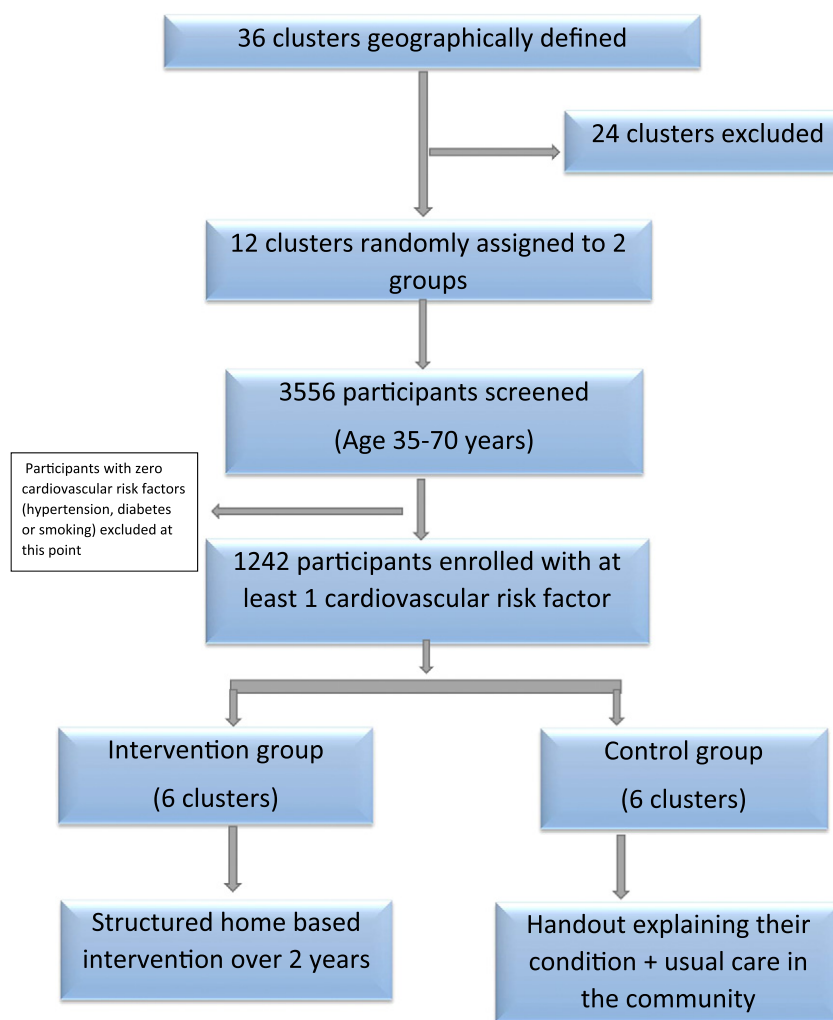 36 clusters geographically defined
24 clusters excluded
12 clusters randomly assigned to 2
groups
3556 participants screened
(Age 35-70 years)
Participants with zero
cardiovascular risk factors
(hypertension, diabetes
or smoking) excluded at
this point
1242 participants enrolled with at
least 1 cardiovascular risk factor
Intervention group
(6 clusters)
Control group
(6 clusters)
Structured home based
intervention over 2 years
Handout explaining their
condition + usual care in
the community